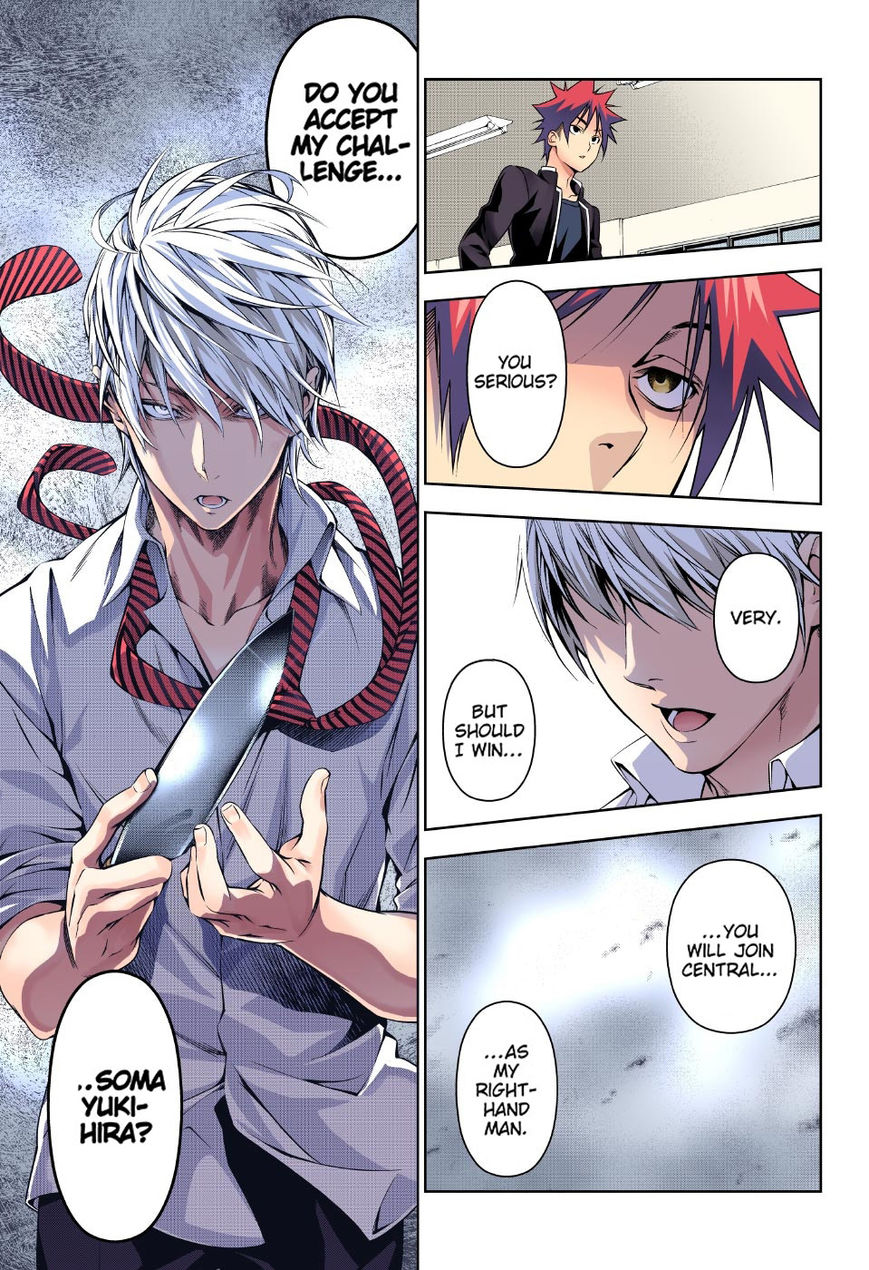 YOU
SERIOUS?
VERY.
BUT
SHOULD
I WIN...
...YOU
WILL JOIN
CENTRAL...
...AS
MY
RIGHT-
HAND
MAN.
DO YOU
ACCEPT
MY CHAL-
LENGE...
..SOMA
YUKI-
HIRA?